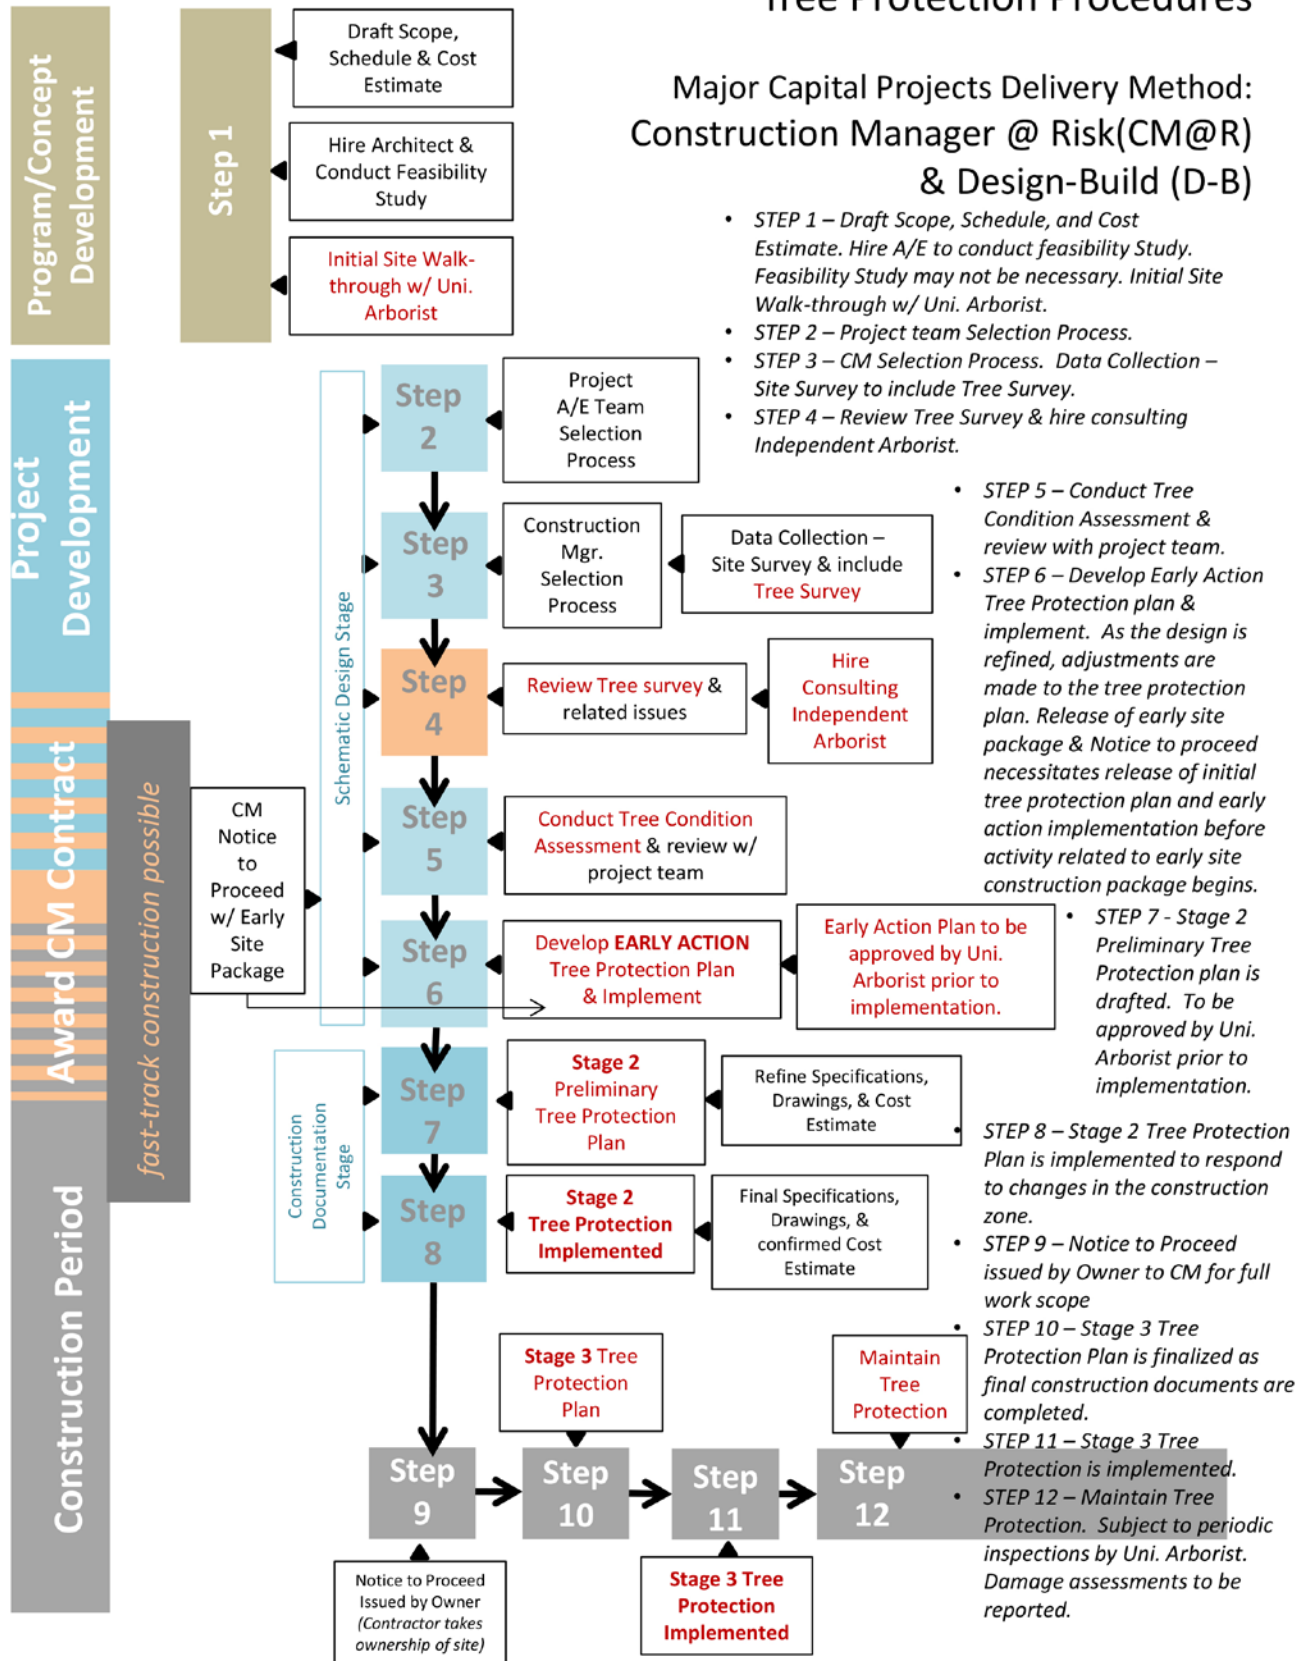 Tree Protection Procedures
Major Capital Projects Delivery Method:
Construction Manager @ Risk(CM@R)
& Design-Build (D-B)
Program/Concept
Development
Step 1
Draft Scope,
Schedule & Cost
Estimate
Hire Architect &
Conduct Feasibility
Study
Initial Site Walk-
through w/ Uni.
Arborist
• STEP 1 – Draft Scope, Schedule, and Cost
Estimate. Hire A/E to conduct feasibility Study.
Feasibility Study may not be necessary. Initial Site
Walk-through w/ Uni. Arborist.
• STEP 2 – Project team Selection Process.
• STEP 3 – CM Selection Process. Data Collection –
Site Survey to include Tree Survey.
• STEP 4 – Review Tree Survey & hire consulting
Independent Arborist.
Project
Development
Schematic Design Stage
Step
2
Project
A/E Team
Selection
Process
Step
3
Construction
Mgr.
Selection
Process
Data Collection –
Site Survey & include
Tree Survey
Step
4
Review Tree survey &
related issues
Hire
Consulting
Independent
Arborist
Step
5
Conduct Tree Condition
Assessment & review w/
project team
Step
6
Develop EARLY ACTION
Tree Protection Plan
& Implement
Early Action Plan to be
approved by Uni.
Arborist prior to
implementation.
• STEP 5 – Conduct Tree
Condition Assessment &
review with project team.
• STEP 6 – Develop Early Action
Tree Protection plan &
implement. As the design is
refined, adjustments are
made to the tree protection
plan. Release of early site
package & Notice to proceed
necessitates release of initial
tree protection plan and early
action implementation before
activity related to early site
construction package begins.
• STEP 7 - Stage 2
Preliminary Tree
Protection plan is
drafted. To be
approved by Uni.
Arborist prior to
implementation.
Award CM Contract
fast-track construction possible
CM
Notice
to
Proceed
w/ Early
Site
Package
Construction
Documentation
Stage
Step
7
Stage 2
Preliminary
Tree Protection
Plan
Refine Specifications,
Drawings, & Cost
Estimate
Step
8
Stage 2
Tree Protection
Implemented
Final Specifications,
Drawings, &
confirmed Cost
Estimate
• STEP 8 – Stage 2 Tree Protection
Plan is implemented to respond
to changes in the construction
zone.
• STEP 9 – Notice to Proceed
issued by Owner to CM for full
work scope
• STEP 10 – Stage 3 Tree
Protection Plan is finalized as
final construction documents are
completed.
• STEP 11 – Stage 3 Tree
Protection is implemented.
• STEP 12 – Maintain Tree
Protection. Subject to periodic
inspections by Uni. Arborist.
Damage assessments to be
reported.
Construction Period
Stage 3 Tree
Protection
Plan
Maintain
Tree
Protection
Step
9
Step
10
Step
11
Step
12
Notice to Proceed
Issued by Owner
(Contractor takes
ownership of site)
Stage 3 Tree
Protection
Implemented